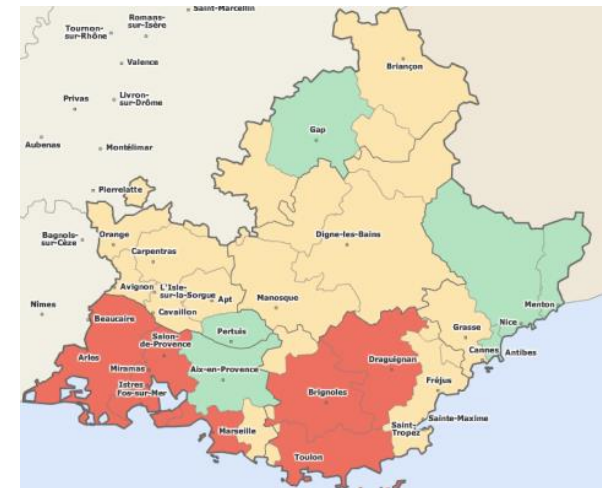 Saint-Marcellin
Romans-
sur-Isère
Tournon-
sur-Rhône
Valence
Briançon
Livron-
sur-Drôme
Privas
Gap
Aubenas
Montélimar
Pierrelatte
Bagnols-
sur-Cèze
Orange
Digne-les-Bains
Carpentras
Avignon
L'Isle-
sur-la-Sorgue
Apt
Manosque
Menton
Nîmes
Cavaillon
Beaucaire
Nice
Pertuis
Grasse
Salon-
de-Provence
Cannes
Antibes
Arles
Draguignan
Miramas
Aix-en-Provence
Istres
Fos-sur-Mer
Brignoles
Fréjus
Sainte-Maxime
Marseille
Saint-
Tropez
Toulon